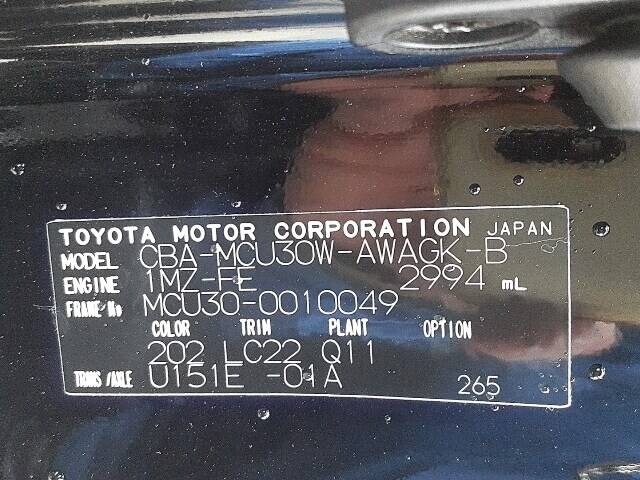 TOYOTA MOTOR CORPORATION JAPAN
MODEL CBA-MCU30W-AWAGK-B
ENGINE 1MZ-FE 2994 mL
FRAME No MCU30-0010049
COLOR TRIM PLANT OPTION
202 LC22 Q11
TRANS/AXLE U151E -01A 265